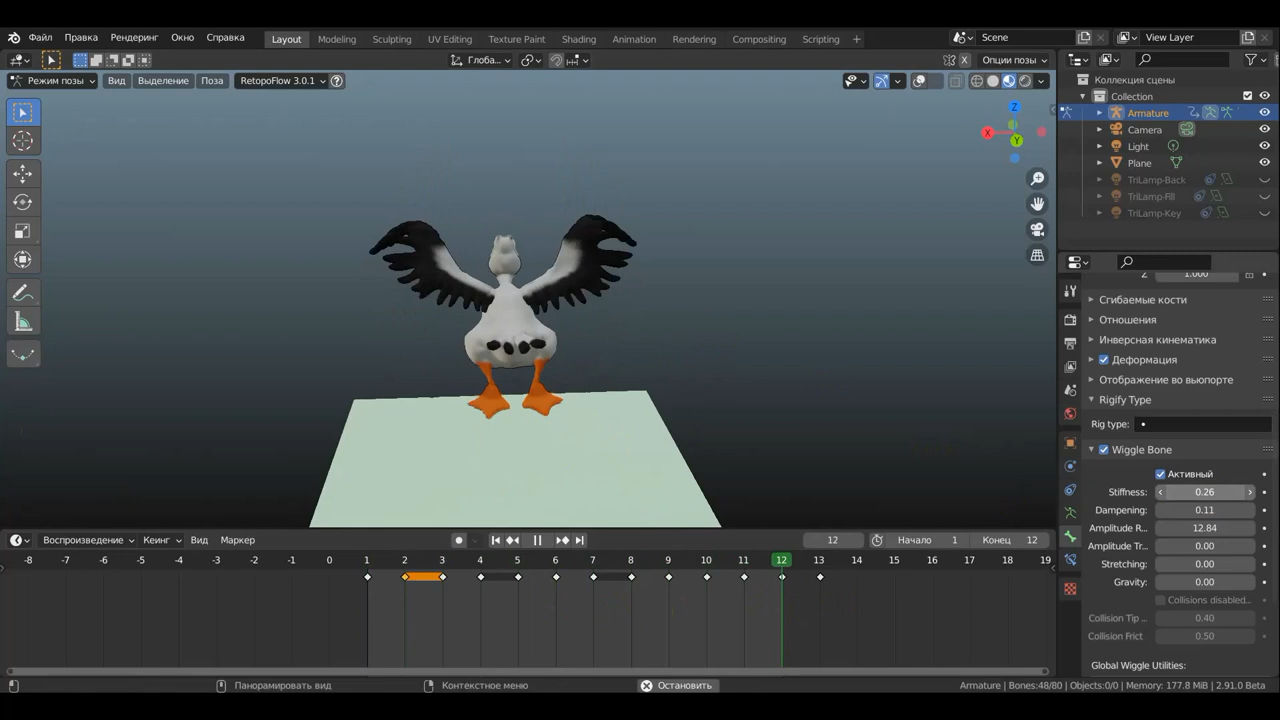 Файл Правка Рендеринг Окно Справка Layout Modeling Sculpting UV Editing Texture Paint Shading Animation Rendering Compositing Scripting + Scene View Layer
Глоба... X Опции позы
Режим позы Вид Выделение Поза RetopoFlow 3.0.1
Коллекция сцены
Collection
Armature
Camera
Light
Plane
TriLamp-Back
TriLamp-Fill
TriLamp-Key
Z
X
Y
Z 1.000
Сгибаемые кости
Отношения
Инверсная кинематика
Деформация
Отображение во вьюпорте
Rigify Type
Rig type:
Wiggle Bone
Активный
Stiffness: 0.26
Dampening: 0.11
Amplitude R... 12.84
Amplitude Tr... 0.00
Stretching: 0.00
Gravity: 0.00
Collisions disabled...
Collision Tip ... 0.40
Collision Frict 0.50
Global Wiggle Utilities:
Воспроизведение Кеинг Вид Маркер 12 Начало 1 Конец 12
-8 -7 -6 -5 -4 -3 -2 -1 0 1 2 3 4 5 6 7 8 9 10 11 12 13 14 15 16 17 18 19
Панорамировать вид Контекстное меню Остановить Armature | Bones:48/80 | Objects:0/0 | Memory: 177.8 MiB | 2.91.0 Beta